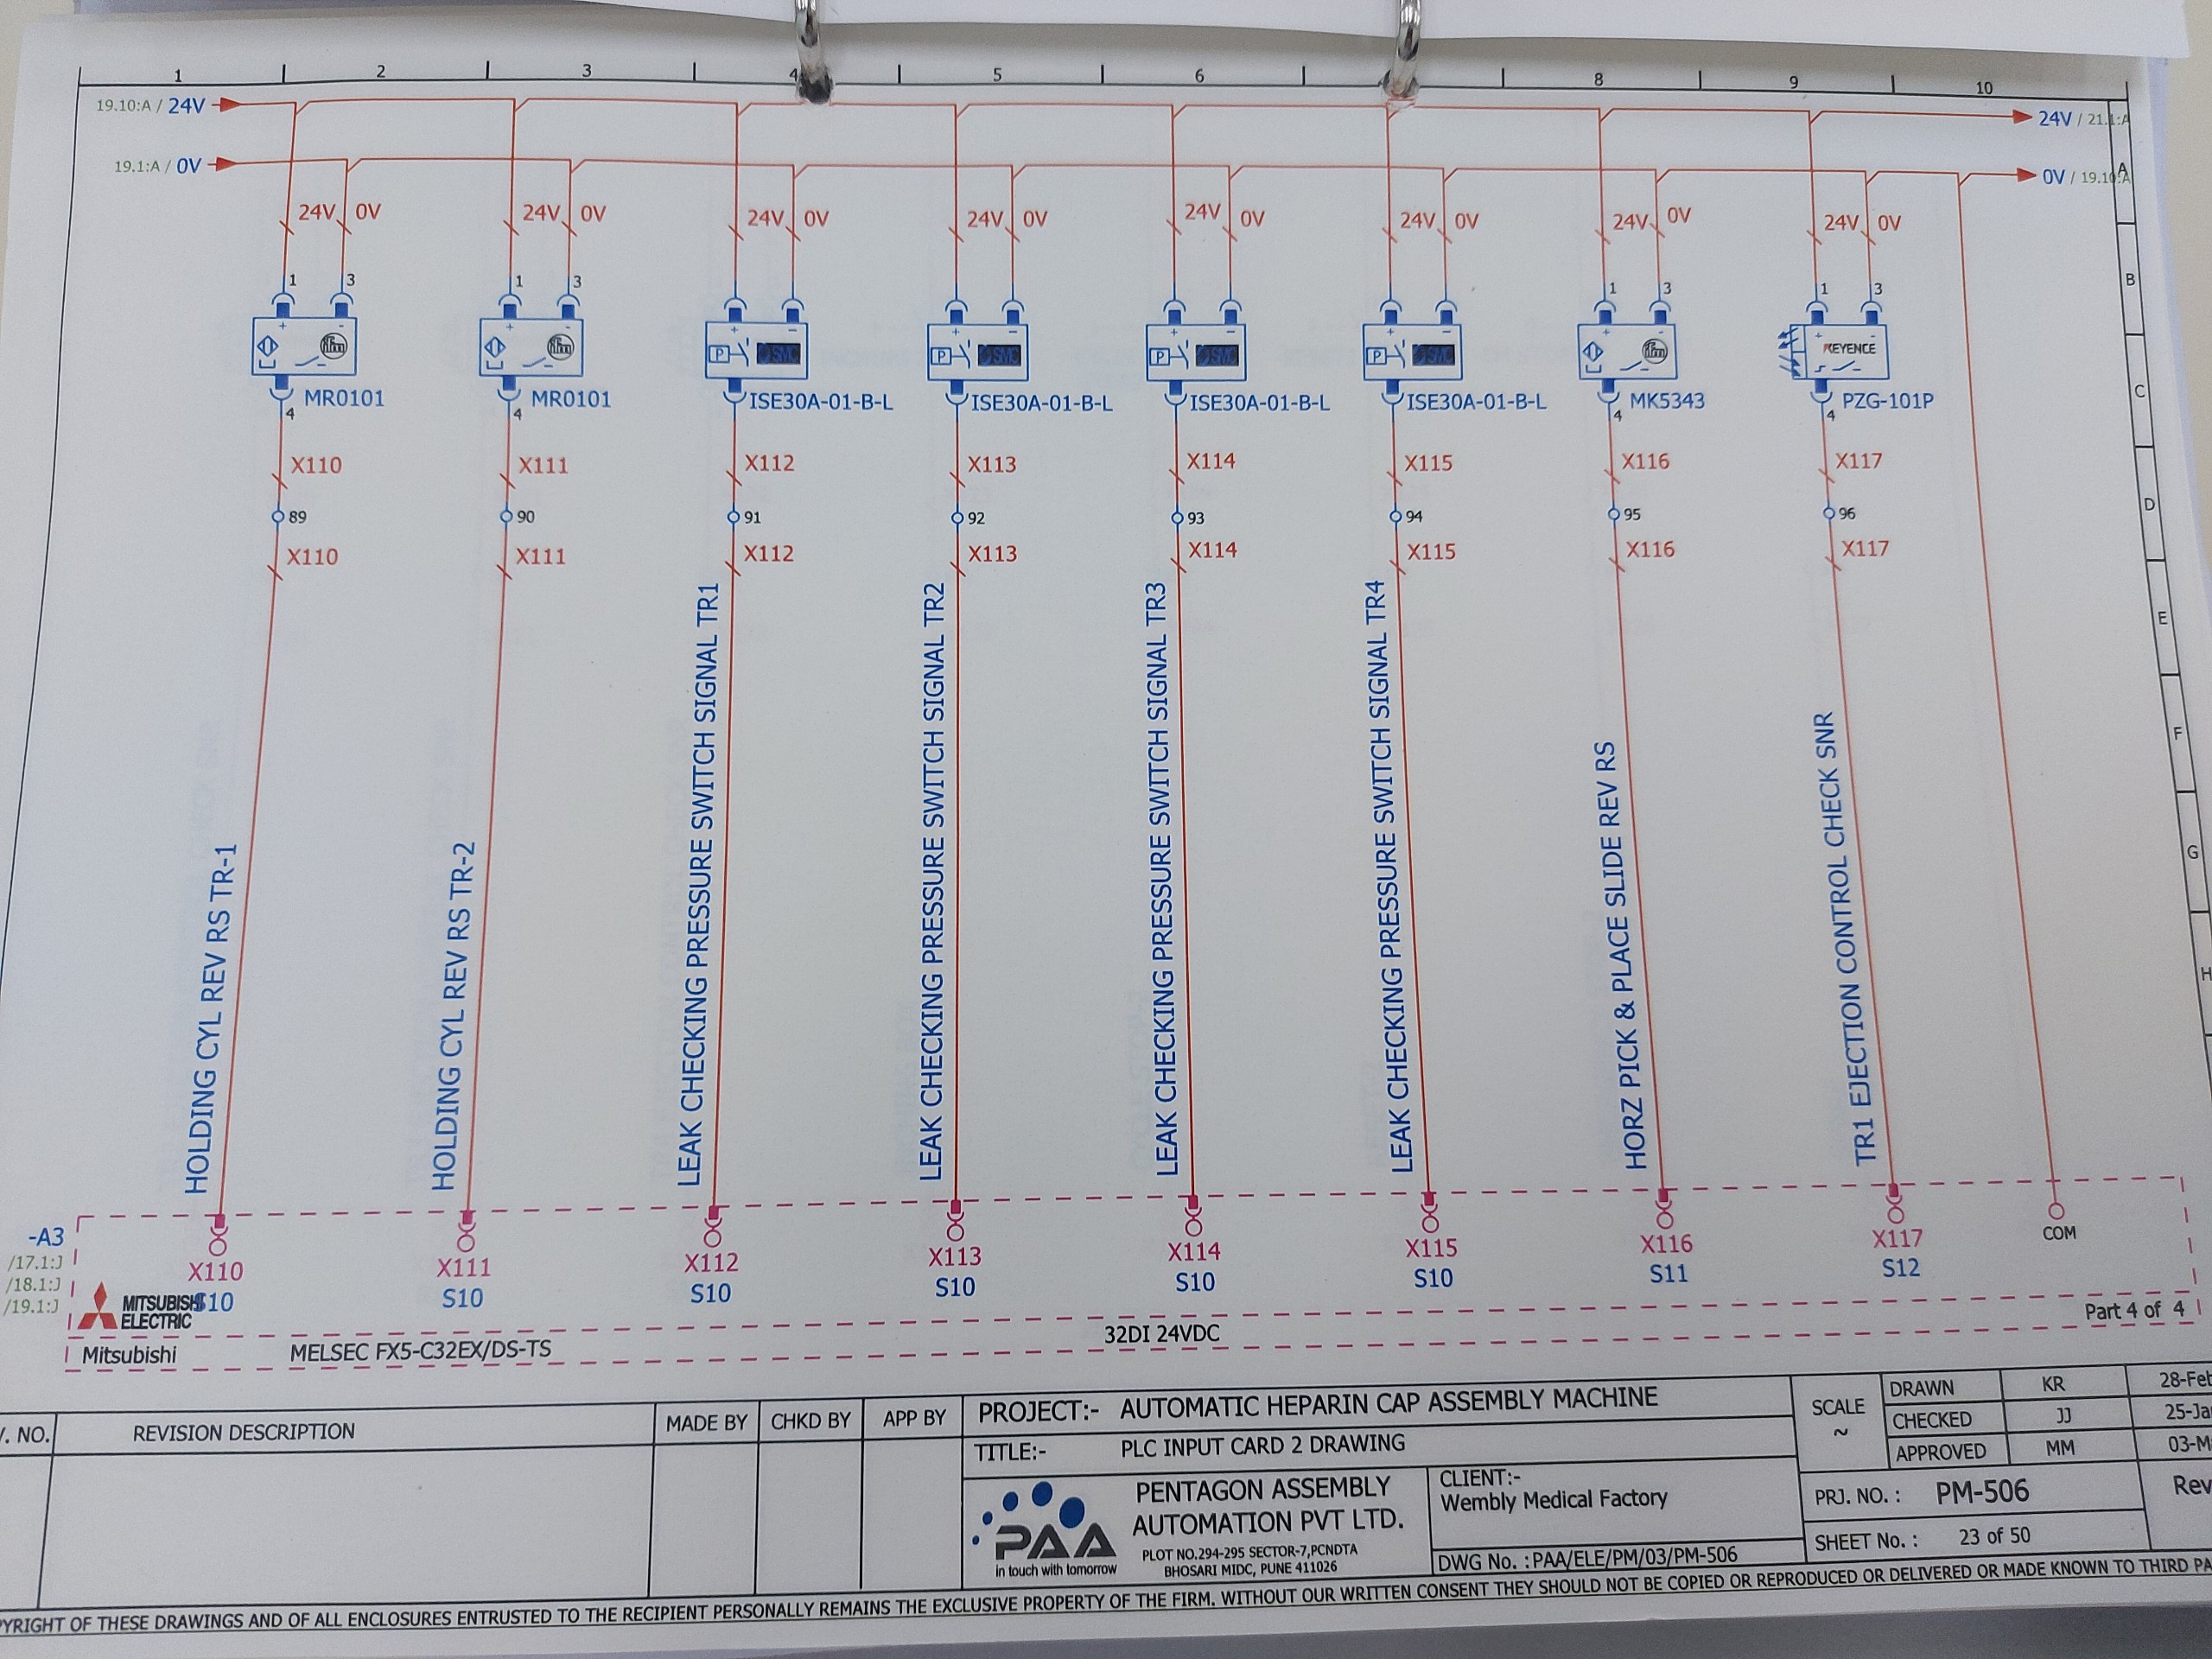 1 2 3 4 5 6 8 9 10
19.10:A / 24V 24V / 21.1:A
19.1:A / 0V 0V / 19.10:A
A
24V 0V 24V 0V 24V 0V 24V 0V 24V 0V 24V 0V 24V 0V 24V 0V
B
1 3 1 3 1 3 1 3
+ - + - + - + - + - + - + - + -
ifm ifm P SMC P SMC P SMC P SMC ifm KEYENCE
C
MR0101 MR0101 ISE30A-01-B-L ISE30A-01-B-L ISE30A-01-B-L ISE30A-01-B-L MK5343 PZG-101P
4 4 4 4
X110 X111 X112 X113 X114 X115 X116 X117
D
89 90 91 92 93 94 95 96
X110 X111 X112 X113 X114 X115 X116 X117
E
F
G
H
HOLDING CYL REV RS TR-1
HOLDING CYL REV RS TR-2
LEAK CHECKING PRESSURE SWITCH SIGNAL TR1
LEAK CHECKING PRESSURE SWITCH SIGNAL TR2
LEAK CHECKING PRESSURE SWITCH SIGNAL TR3
LEAK CHECKING PRESSURE SWITCH SIGNAL TR4
HORZ PICK & PLACE SLIDE REV RS
TR1 EJECTION CONTROL CHECK SNR
-A3
/17.1:J
/18.1:J
/19.1:J
X110 X111 X112 X113 X114 X115 X116 X117 COM
S10 S10 S10 S10 S10 S10 S11 S12
MITSUBISHI
ELECTRIC
Part 4 of 4
Mitsubishi MELSEC FX5-C32EX/DS-TS 32DI 24VDC
V. NO. REVISION DESCRIPTION MADE BY CHKD BY APP BY
PROJECT:- AUTOMATIC HEPARIN CAP ASSEMBLY MACHINE
TITLE:- PLC INPUT CARD 2 DRAWING
SCALE
~
DRAWN KR 28-Feb
CHECKED JJ 25-Ja
APPROVED MM 03-M
PAA
in touch with tomorrow
PENTAGON ASSEMBLY
AUTOMATION PVT LTD.
PLOT NO.294-295 SECTOR-7,PCNDTA
BHOSARI MIDC, PUNE 411026
CLIENT:-
Wembly Medical Factory
DWG No. :PAA/ELE/PM/03/PM-506
PRJ. NO. : PM-506
Rev
SHEET No. : 23 of 50
PYRIGHT OF THESE DRAWINGS AND OF ALL ENCLOSURES ENTRUSTED TO THE RECIPIENT PERSONALLY REMAINS THE EXCLUSIVE PROPERTY OF THE FIRM. WITHOUT OUR WRITTEN CONSENT THEY SHOULD NOT BE COPIED OR REPRODUCED OR DELIVERED OR MADE KNOWN TO THIRD PA